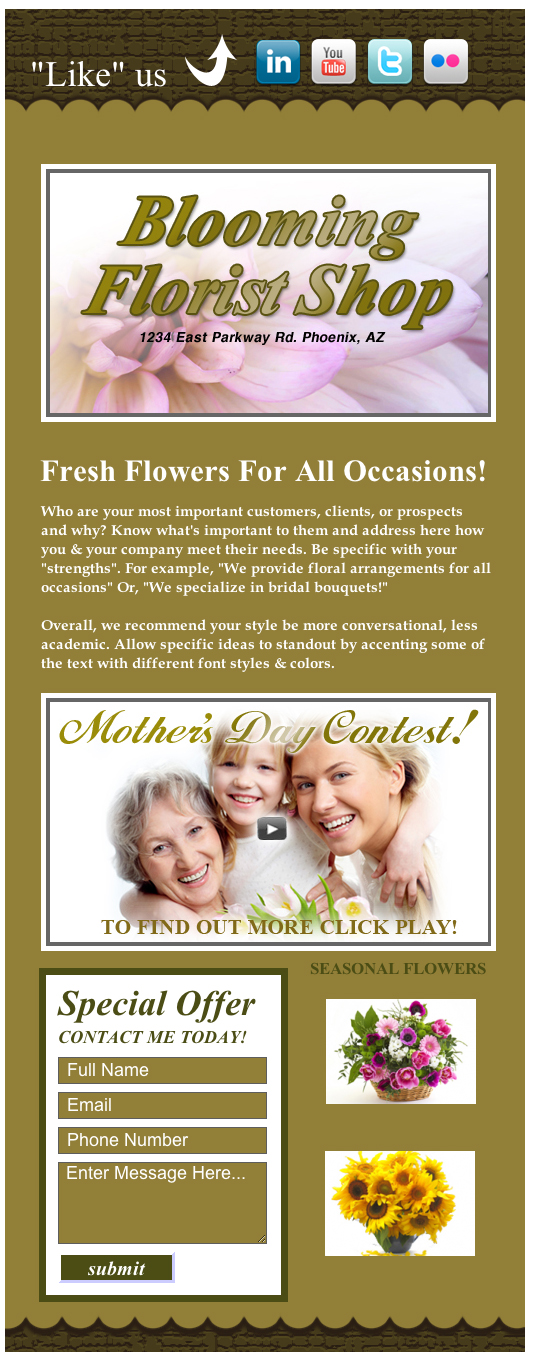 "Like" us
in
You
Tube
Blooming
Florist Shop
1234 East Parkway Rd. Phoenix, AZ
Fresh Flowers For All Occasions!
Who are your most important customers, clients, or prospects
and why? Know what's important to them and address here how
you & your company meet their needs. Be specific with your
"strengths". For example, "We provide floral arrangements for all
occasions" Or, "We specialize in bridal bouquets!"
Overall, we recommend your style be more conversational, less
academic. Allow specific ideas to standout by accenting some of
the text with different font styles & colors.
Mother's Day Contest!
TO FIND OUT MORE CLICK PLAY!
SEASONAL FLOWERS
Special Offer
CONTACT ME TODAY!
Full Name
Email
Phone Number
Enter Message Here...
submit